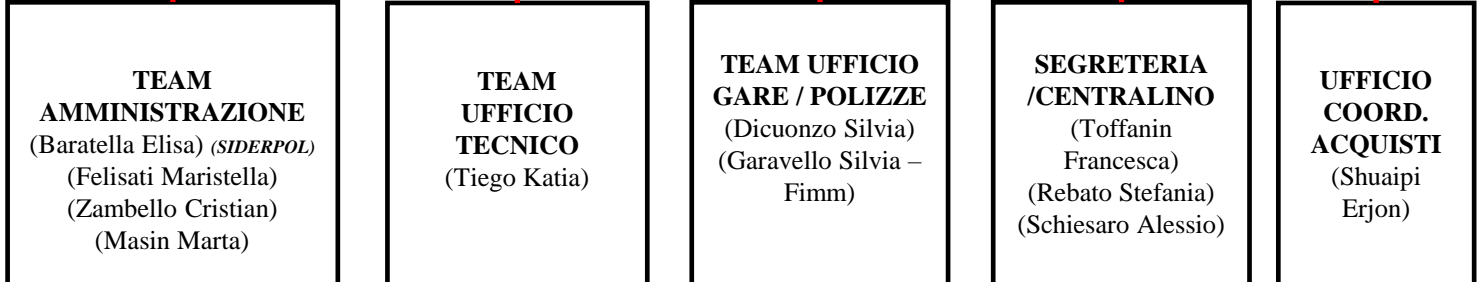 TEAM
AMMINISTRAZIONE
(Baratella Elisa) (SIDERPOL)
(Felisati Maristella)
(Zambello Cristian)
(Masin Marta)
TEAM
UFFICIO
TECNICO
(Tiego Katia)
TEAM UFFICIO
GARE / POLIZZE
(Dicuonzo Silvia)
(Garavello Silvia –
Fimm)
SEGRETERIA
/CENTRALINO
(Toffanin
Francesca)
(Rebato Stefania)
(Schiesaro Alessio)
UFFICIO
COORD.
ACQUISTI
(Shuaipi
Erjon)